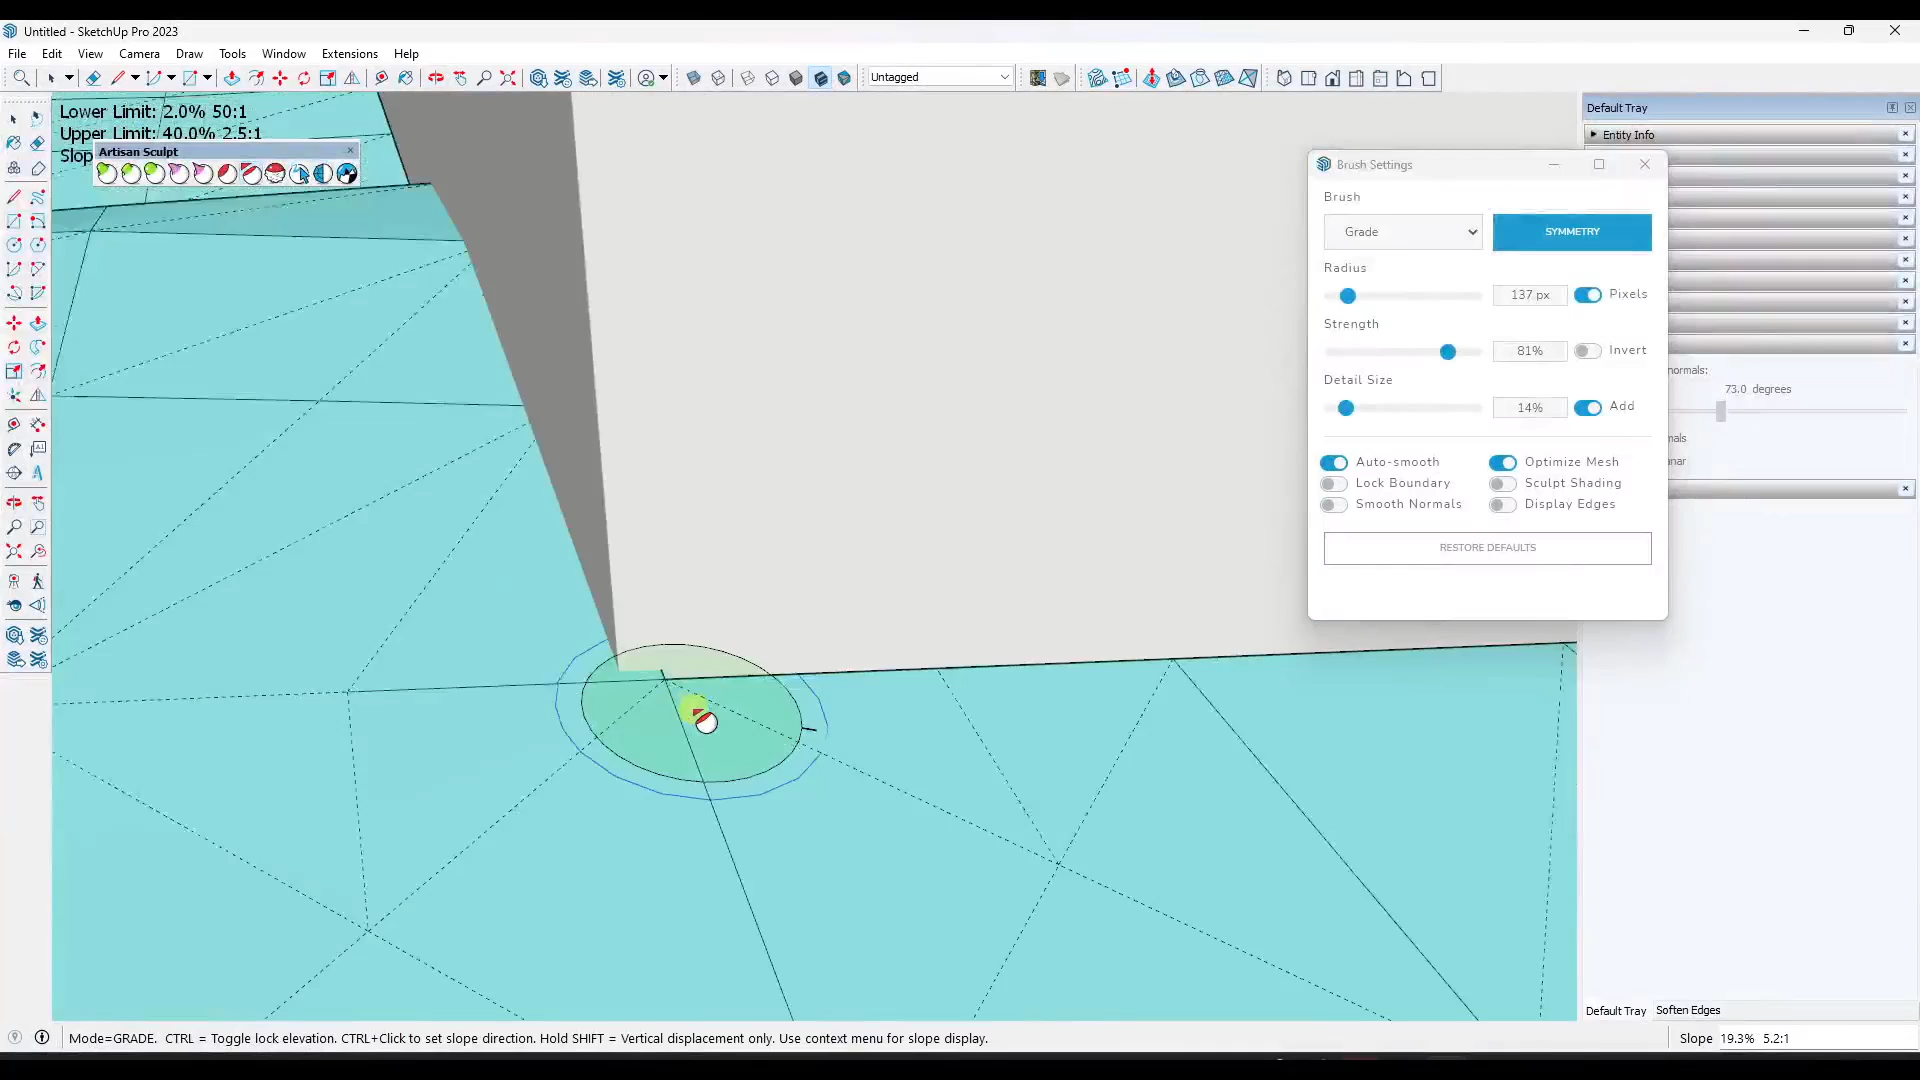 Untitled - SketchUp Pro 2023
File Edit View Camera Draw Tools Window Extensions Help
Untagged
Lower Limit: 2.0% 50:1
Upper Limit: 40.0% 2.5:1
Slop
Artisan Sculpt
Default Tray
Entity Info
Brush Settings
Brush
Grade
SYMMETRY
Radius
137 px
Pixels
Strength
81%
Invert
Detail Size
14%
Add
Auto-smooth
Optimize Mesh
Lock Boundary
Sculpt Shading
Smooth Normals
Display Edges
RESTORE DEFAULTS
normals:
73.0 degrees
nals
anar
Default Tray Soften Edges
Mode=GRADE. CTRL = Toggle lock elevation. CTRL+Click to set slope direction. Hold SHIFT = Vertical displacement only. Use context menu for slope display.
Slope 19.3% 5.2:1